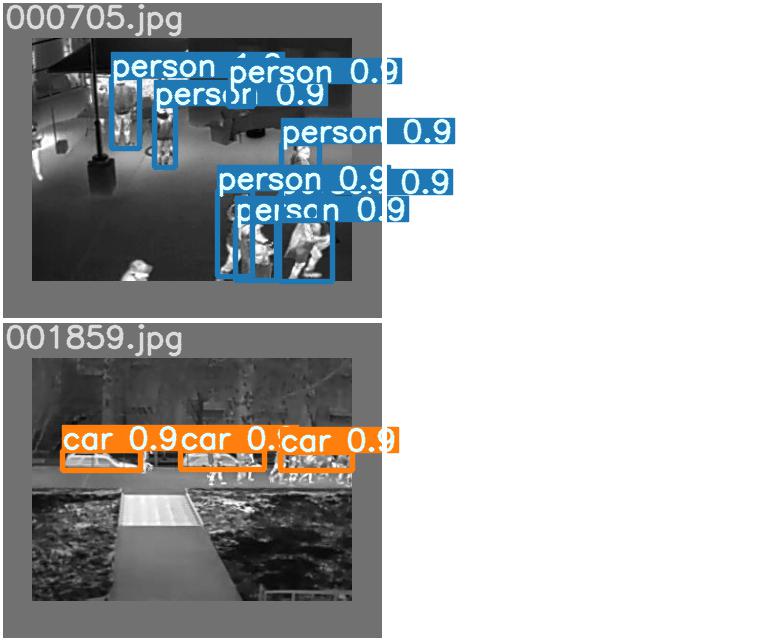 000705.jpg
person
person 0.9
person 0.9
person 0.9
person 0.9
0.9
person 0.9
001859.jpg
car 0.9
car 0.
car 0.9